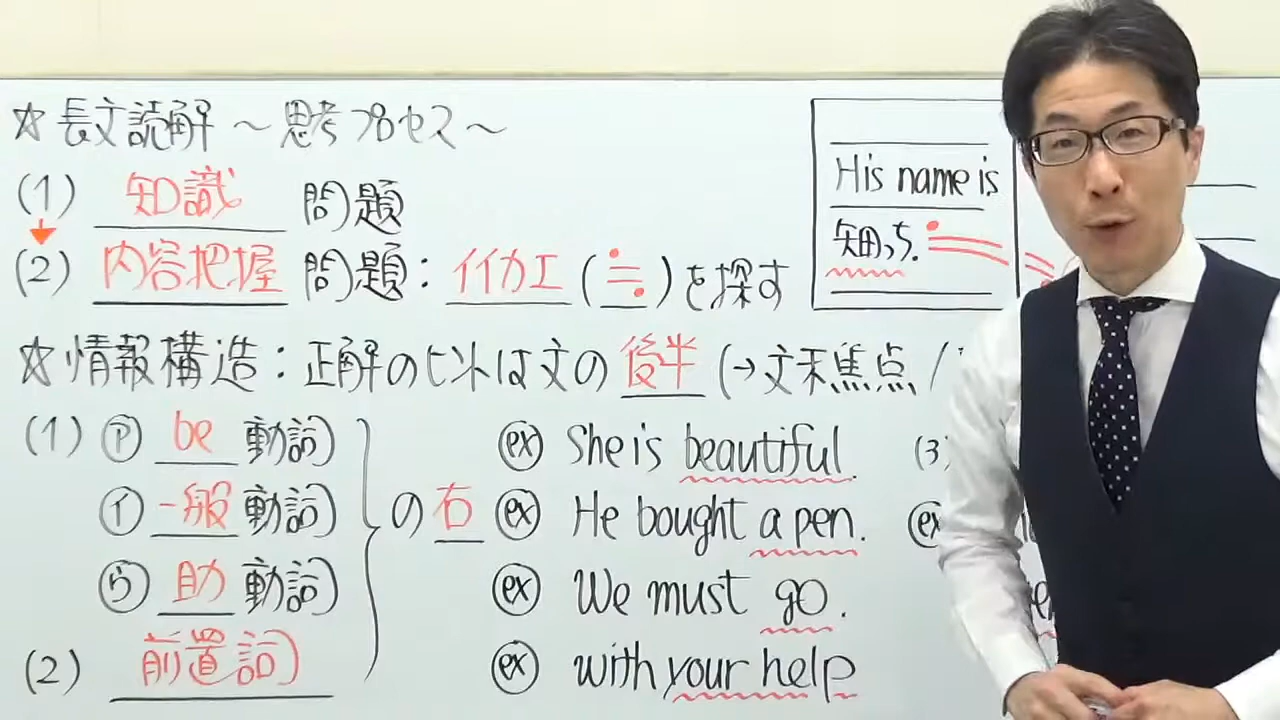 ☆長文読解 ～思考プロセス～
(1) 知識 問題
(2) 内容把握 問題：イイカエ(≒)を探す
His name is
知っち.
☆情報構造：正解のヒントは文の後半(→文末焦点/
(1) ㋐ be 動詞
㋑ 一般 動詞
㋒ 助 動詞
(2) 前置詞
の右
ex She is beautiful.
ex He bought a pen.
ex We must go.
ex with your help
(3)
ex